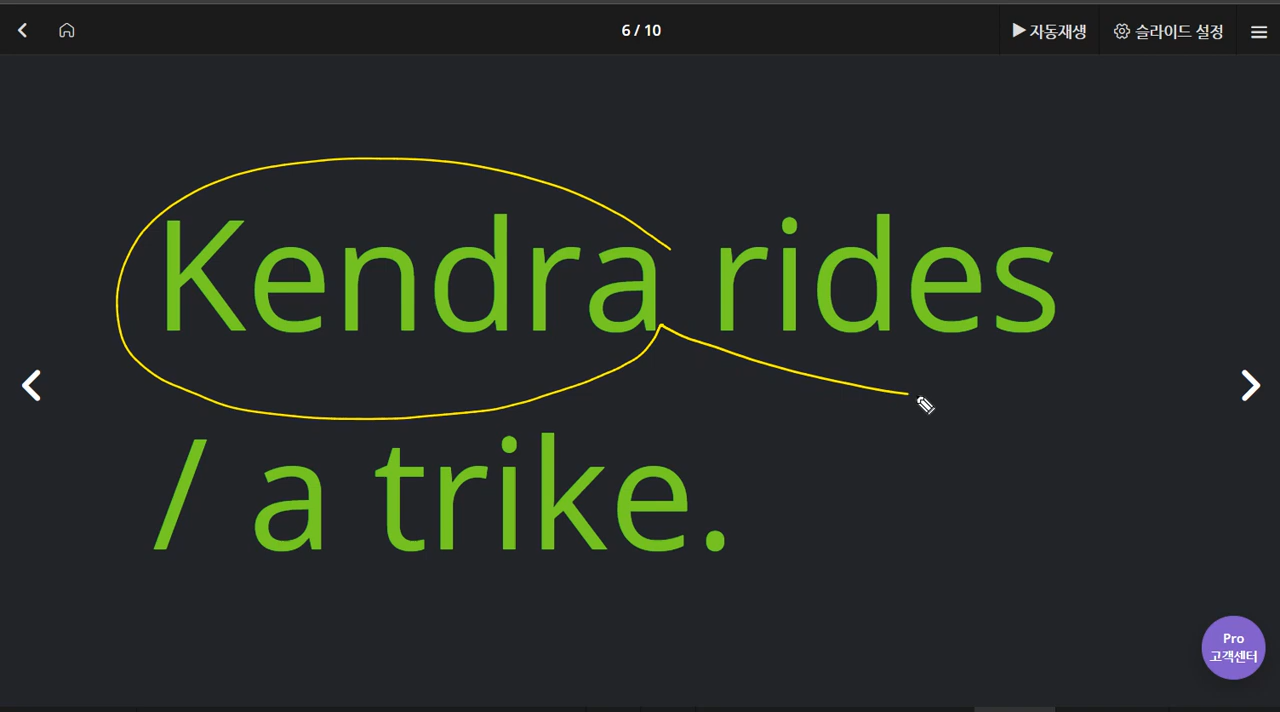 6 / 10
▶ 자동재생
슬라이드 설정
Kendra rides
/ a trike.
Pro
고객센터